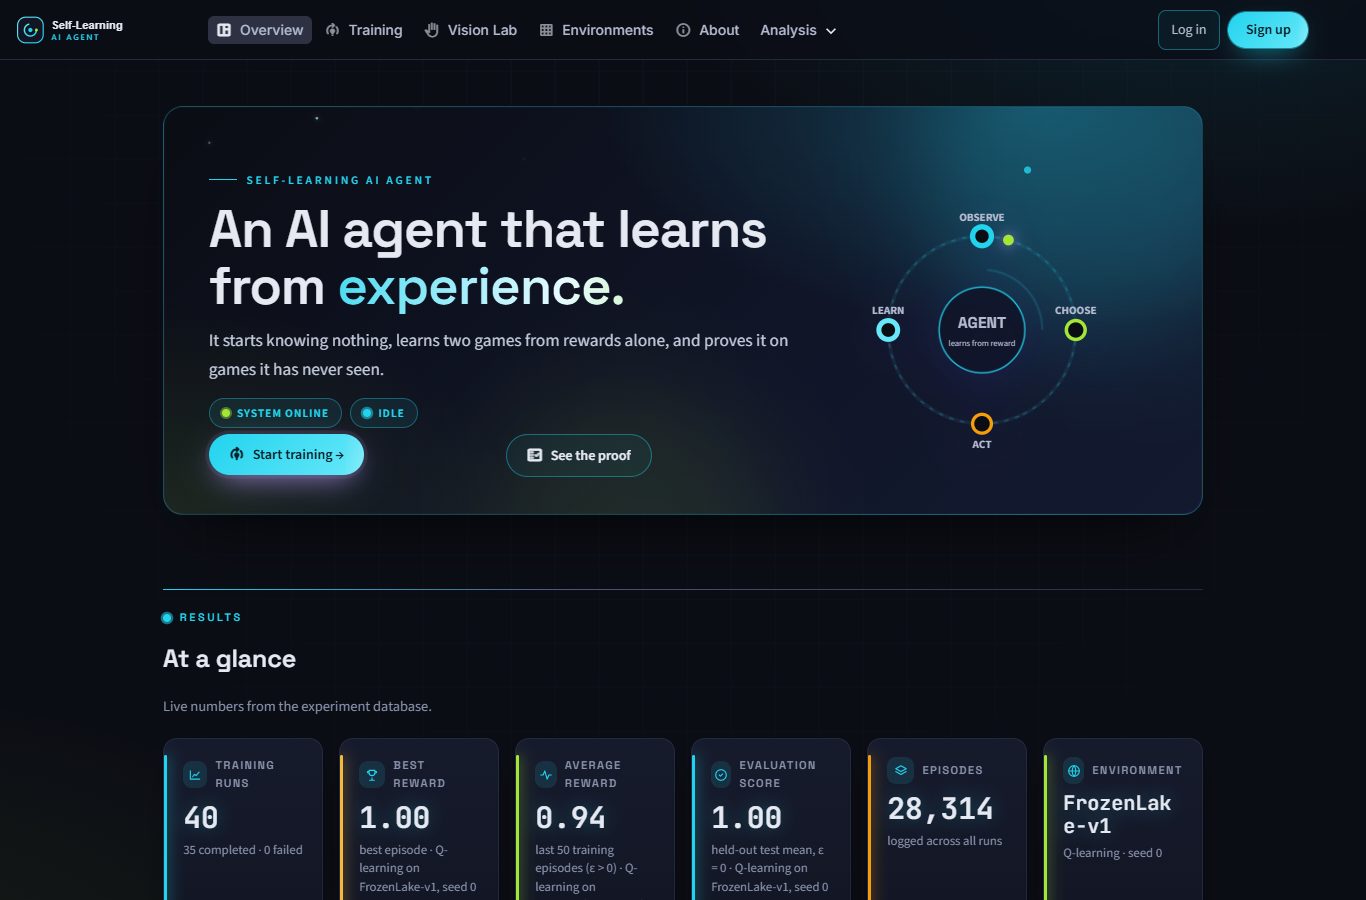 Self-Learning
AI AGENT
Overview
Training
Vision Lab
Environments
About
Analysis
Log in
Sign up
SELF-LEARNING AI AGENT
An AI agent that learns
from experience.
It starts knowing nothing, learns two games from rewards alone, and proves it on
games it has never seen.
SYSTEM ONLINE
IDLE
Start training →
See the proof
OBSERVE
LEARN
CHOOSE
AGENT
learns from reward
ACT
RESULTS
At a glance
Live numbers from the experiment database.
TRAINING
RUNS
40
35 completed · 0 failed
BEST
REWARD
1.00
best episode · Q-
learning on
FrozenLake-v1, seed 0
AVERAGE
REWARD
0.94
last 50 training
episodes (ε > 0) · Q-
learning on
EVALUATION
SCORE
1.00
held-out test mean, ε
= 0 · Q-learning on
FrozenLake-v1, seed 0
EPISODES
28,314
logged across all runs
ENVIRONMENT
FrozenLak
e-v1
Q-learning · seed 0